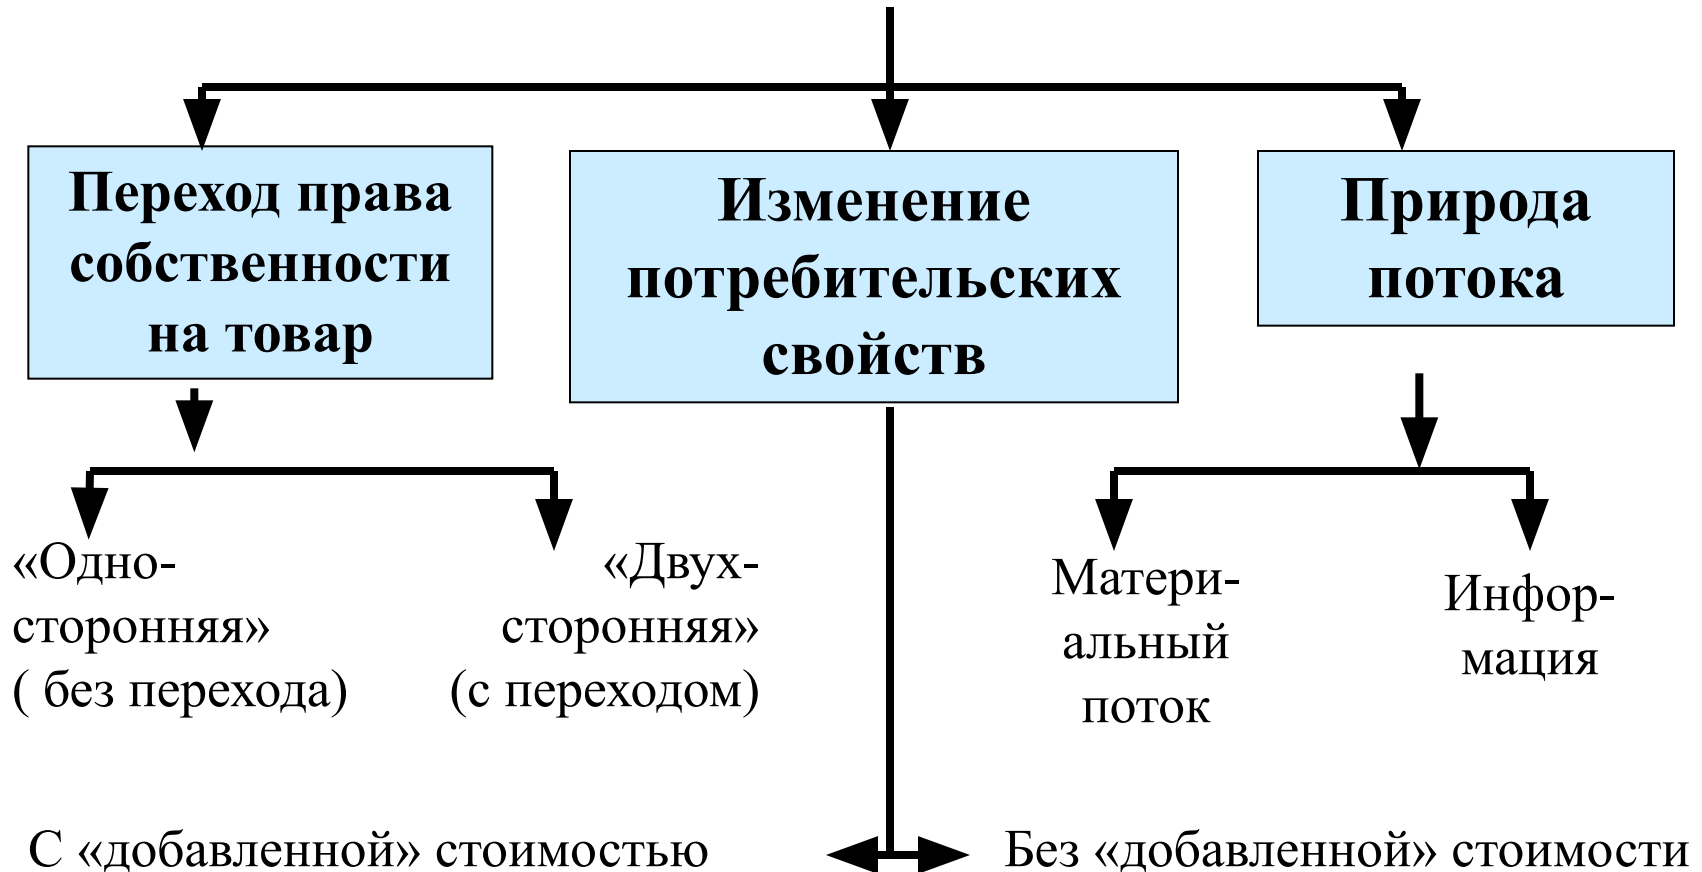 Переход права
собственности
на товар
Изменение
потребительских
свойств
Природа
потока
«Одно-
сторонняя»
( без перехода)
«Двух-
сторонняя»
(с переходом)
Матери-
альный
поток
Инфор-
мация
С «добавленной» стоимостью
Без «добавленной» стоимости